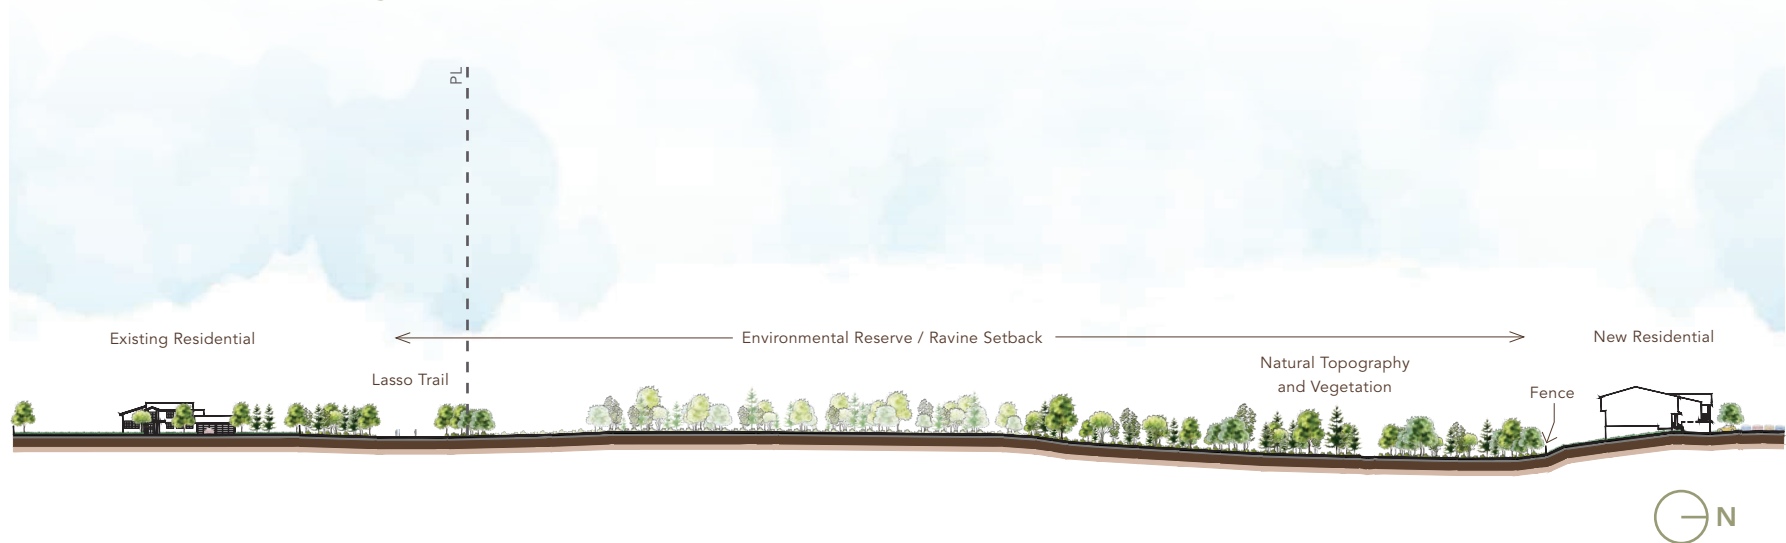 PL
Existing Residential
Environmental Reserve / Ravine Setback
New Residential
Lasso Trail
Natural Topography
and Vegetation
Fence
N